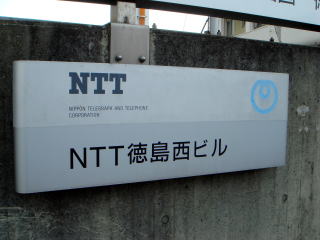 NTT
NIPPON TELEGRAPH AND TELEPHONE
CORPORATION
NTT徳島西ビル